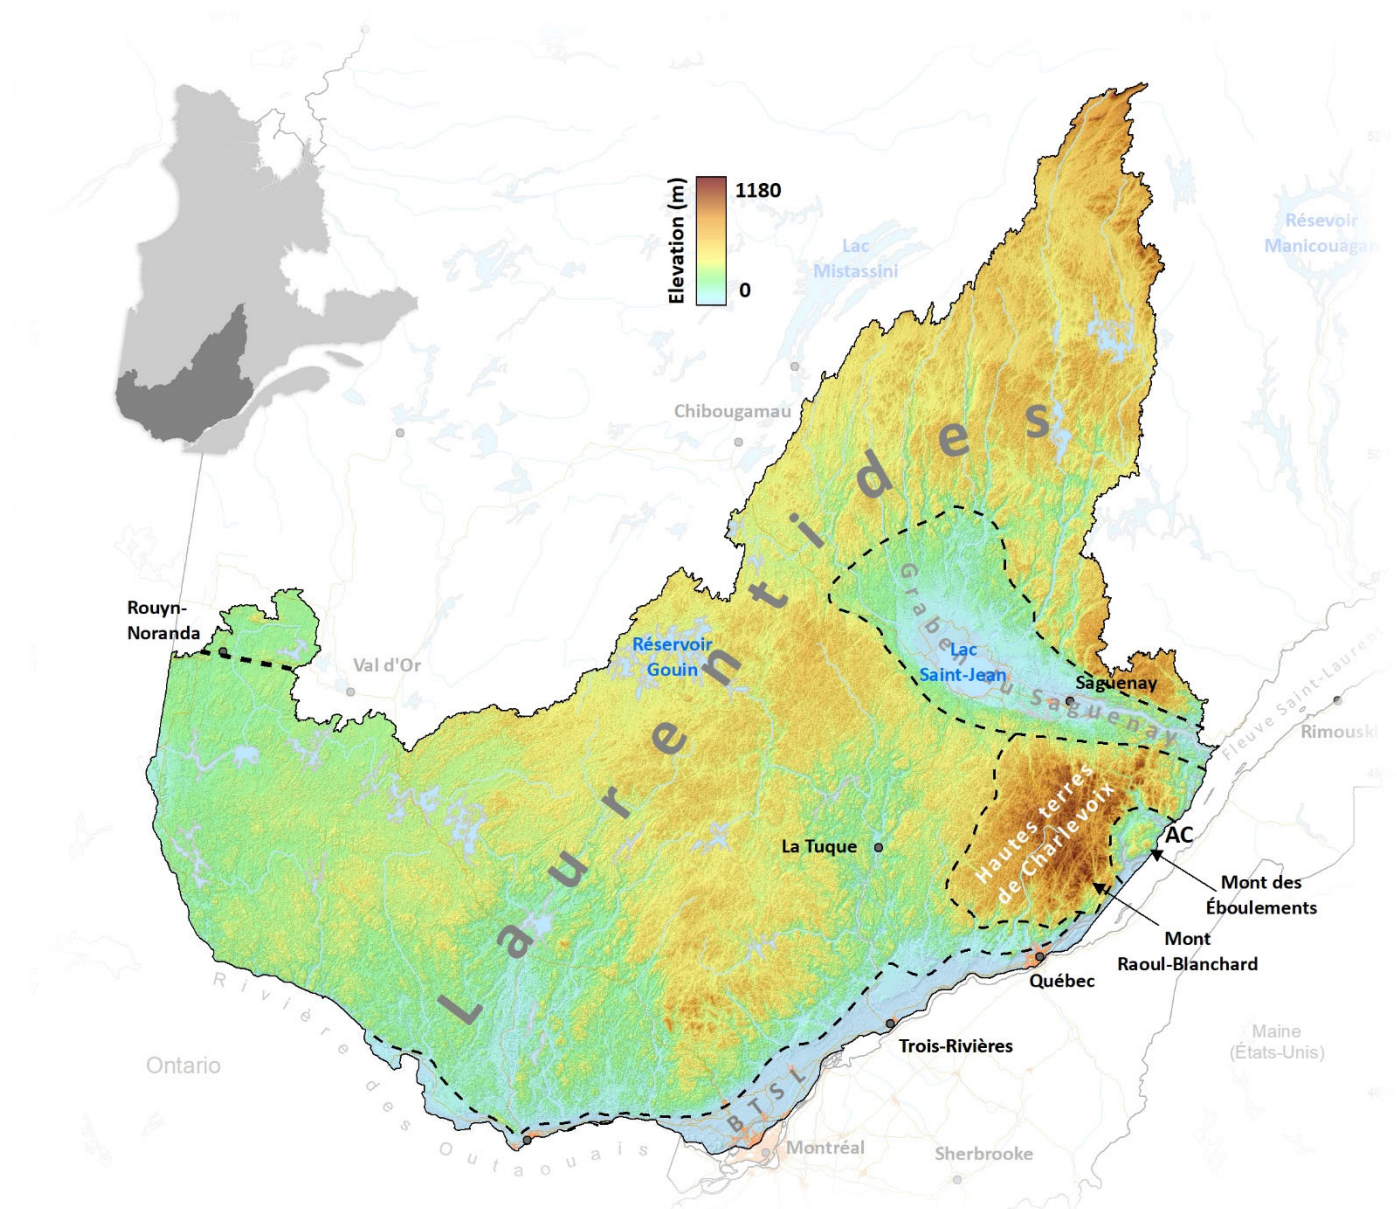 Elevation (m)
1180
0
Lac
Mistassini
Résevoir
Manicouagan
Chibougamau
Laurentides
Rouyn-
Noranda
Val d'Or
Réservoir
Gouin
Graben du Saguenay
Lac
Saint-Jean
Saguenay
Fleuve Saint-Laurent
Rimouski
Hautes terres
de Charlevoix
La Tuque
AC
Mont des
Éboulements
Mont
Raoul-Blanchard
Québec
Trois-Rivières
Maine
(États-Unis)
Ontario
Rivière des Outaouais
BTSL
Montréal
Sherbrooke